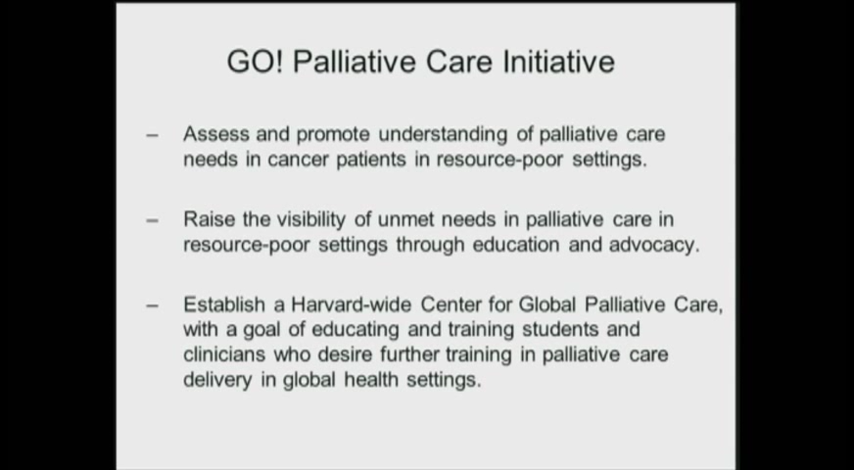 GO! Palliative Care Initiative
– Assess and promote understanding of palliative care
needs in cancer patients in resource-poor settings.
– Raise the visibility of unmet needs in palliative care in
resource-poor settings through education and advocacy.
– Establish a Harvard-wide Center for Global Palliative Care,
with a goal of educating and training students and
clinicians who desire further training in palliative care
delivery in global health settings.